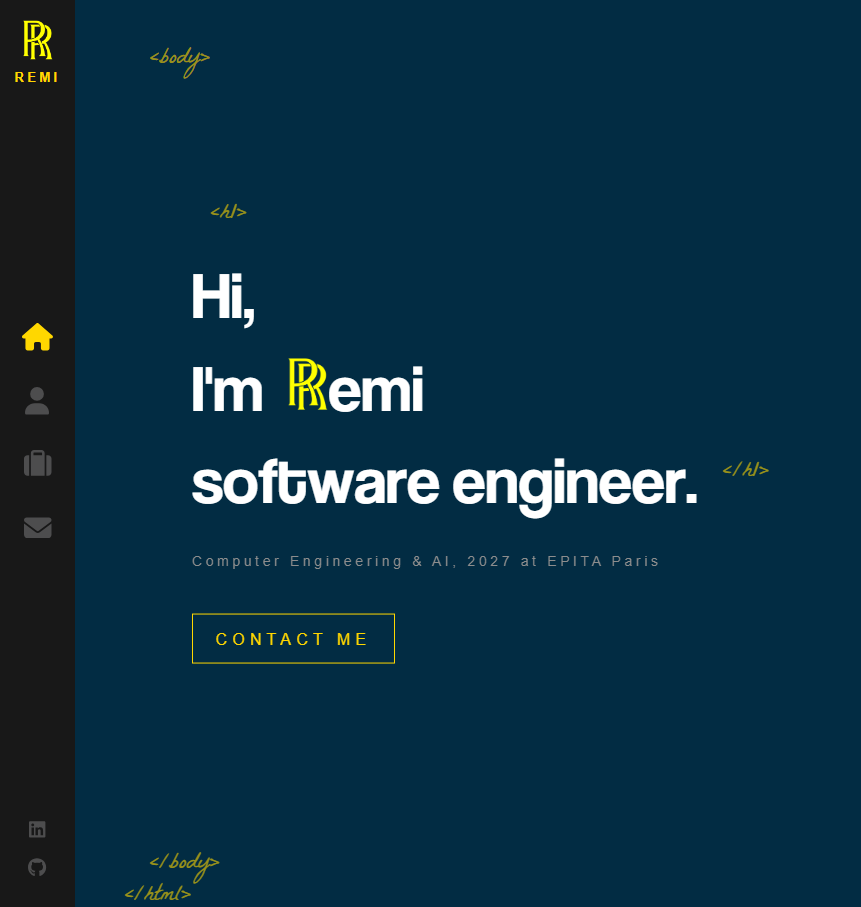 REMI
<body>
<h1>
Hi,
I'm Remi
software engineer.
</h1>
Computer Engineering & AI, 2027 at EPITA Paris
CONTACT ME
</body>
</html>